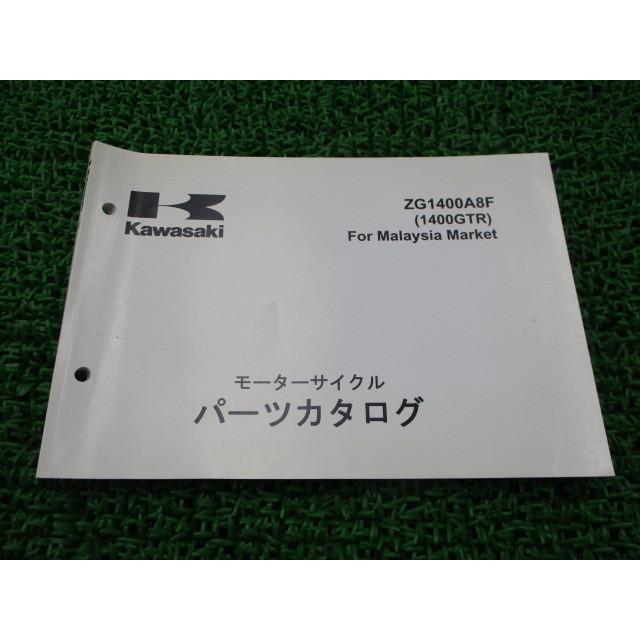 Kawasaki
ZG1400A8F
(1400GTR)
For Malaysia Market
モーターサイクル
パーツカタログ